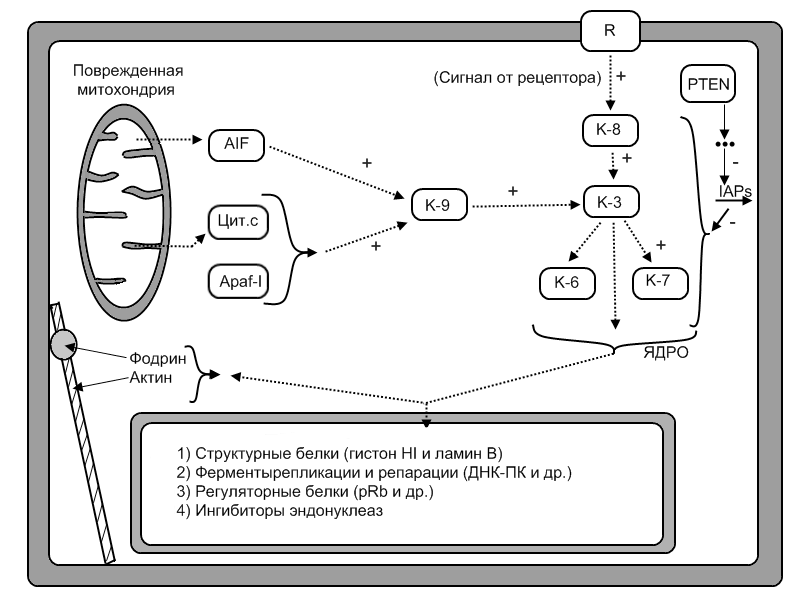 R
Поврежденная
митохондрия
(Сигнал от рецептора)
+
PTEN
K-8
AIF
+
+
-
IAPs
K-9
+
K-3
Цит.c
-
+
+
Apaf-I
K-6
K-7
ЯДРО
Фодрин
Актин
1) Структурные белки (гистон HI и ламин B)
2) Ферментырепликации и репарации (ДНК-ПК и др.)
3) Регуляторные белки (pRb и др.)
4) Ингибиторы эндонуклеаз